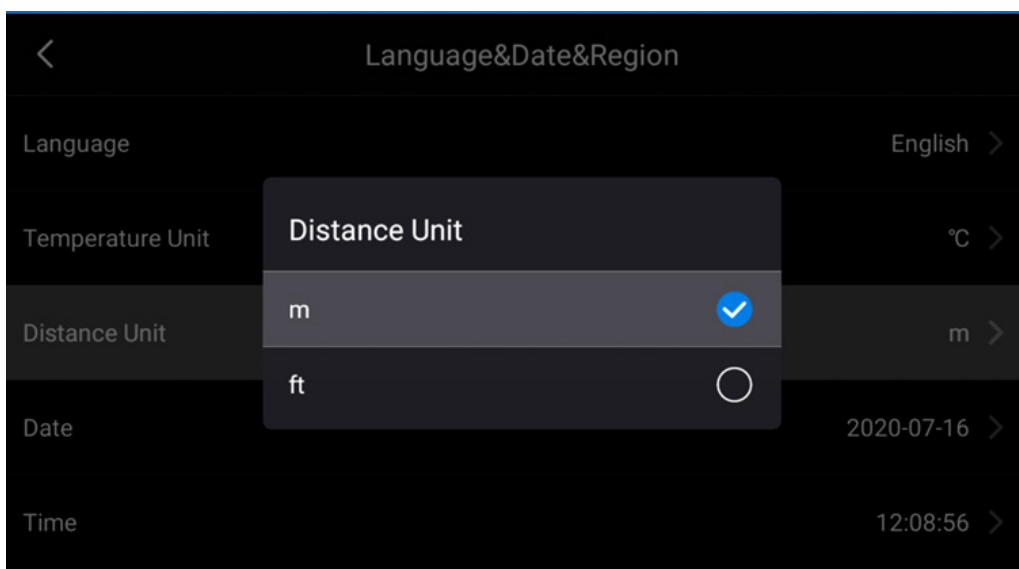 Language&Date&Region
Language English
Temperature Unit ℃
Distance Unit
m
Distance Unit m
ft
Date 2020-07-16
Time 12:08:56